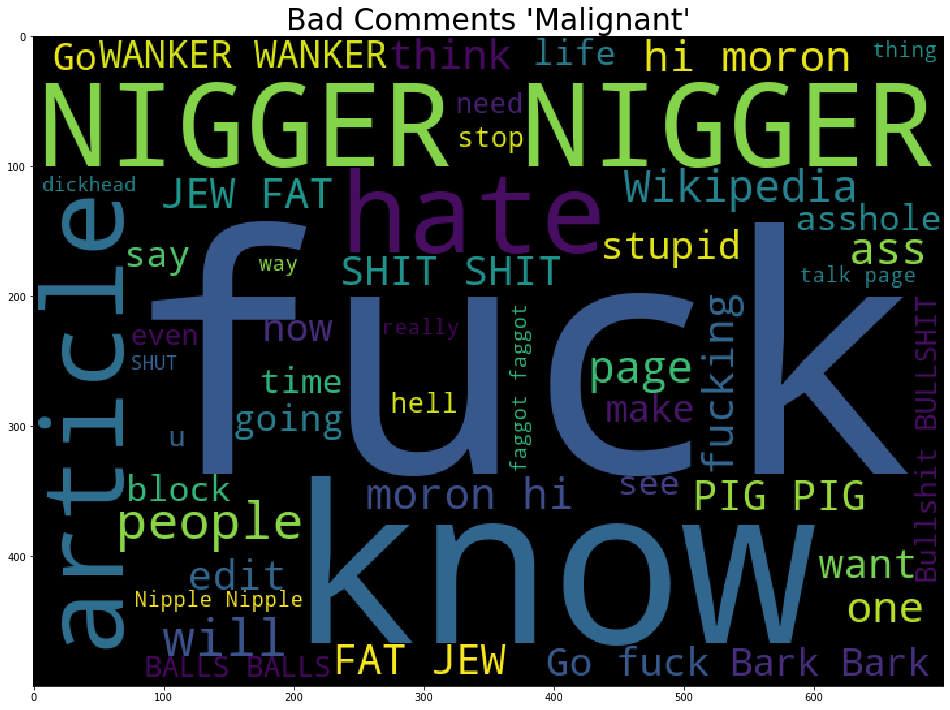 Bad Comments 'Malignant'
0
100
200
300
400
Go
WANKER WANKER
think
life
hi moron
thing
NIGGER NIGGER
need
stop
dickhead
JEW FAT
hate
Wikipedia
asshole
article
say
way
SHIT SHIT
stupid
ass
talk page
fuck
even
now
really
SHUT
time
hell
faggot faggot
page
fucking
BULLSHIT
Bullshit
going
make
u
block
moron hi
see
PIG PIG
people
know
want
edit
Nipple Nipple
one
will
BALLS BALLS
FAT JEW
Go fuck
Bark Bark
0
100
200
300
400
500
600